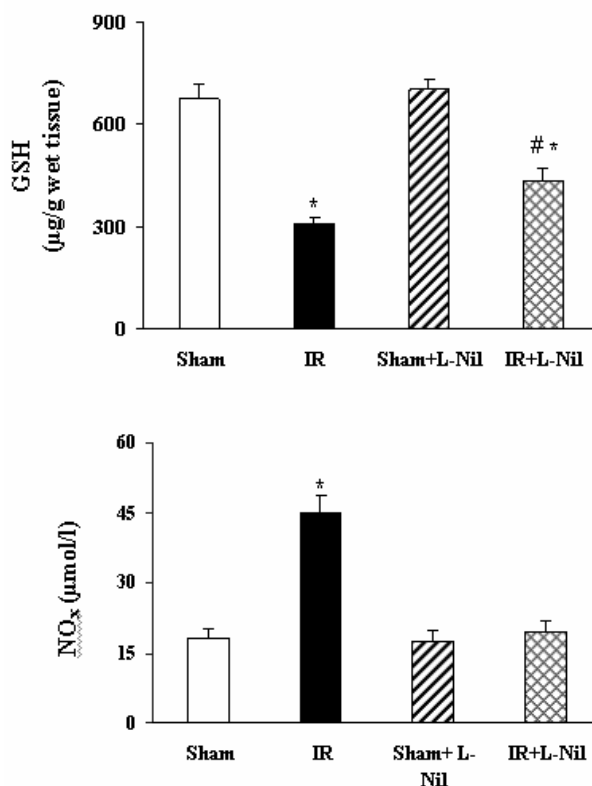 900
600
300
0
GSH
(µg/g wet tissue)
*
# *
Sham IR Sham+L-Nil IR+L-Nil
60
45
30
15
0
NOx (µmol/l)
*
Sham IR Sham+ L- IR+L-Nil
Nil